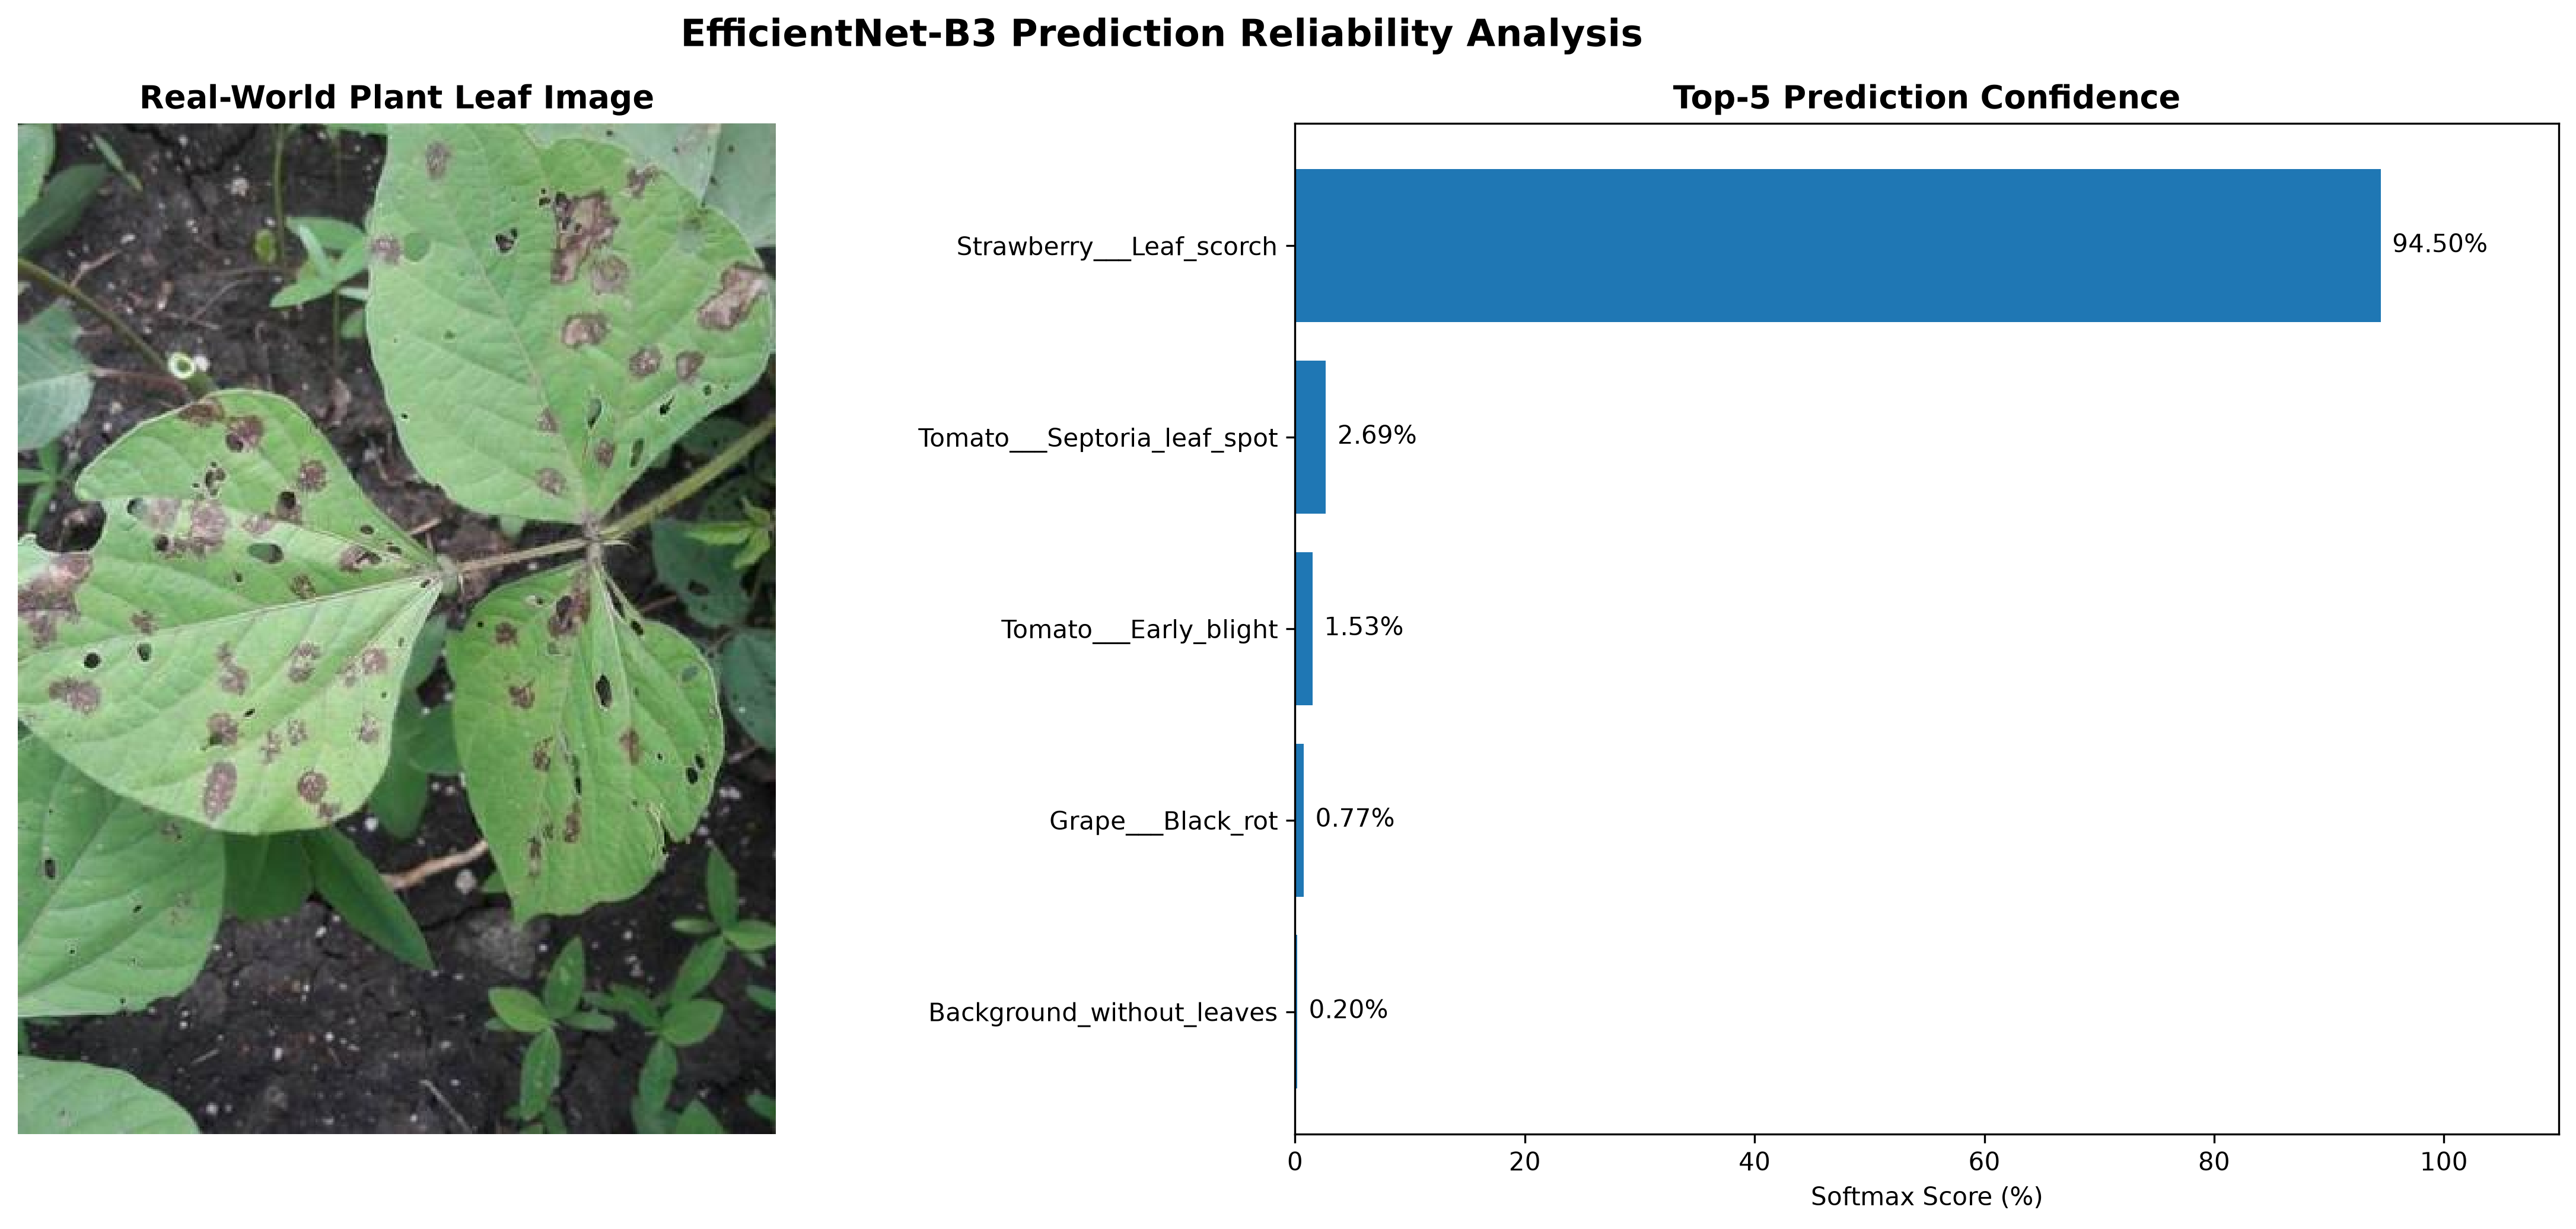 EfficientNet-B3 Prediction Reliability Analysis
Real-World Plant Leaf Image
Top-5 Prediction Confidence
Strawberry___Leaf_scorch
94.50%
Tomato___Septoria_leaf_spot
2.69%
Tomato___Early_blight
1.53%
Grape___Black_rot
0.77%
Background_without_leaves
0.20%
0 20 40 60 80 100
Softmax Score (%)